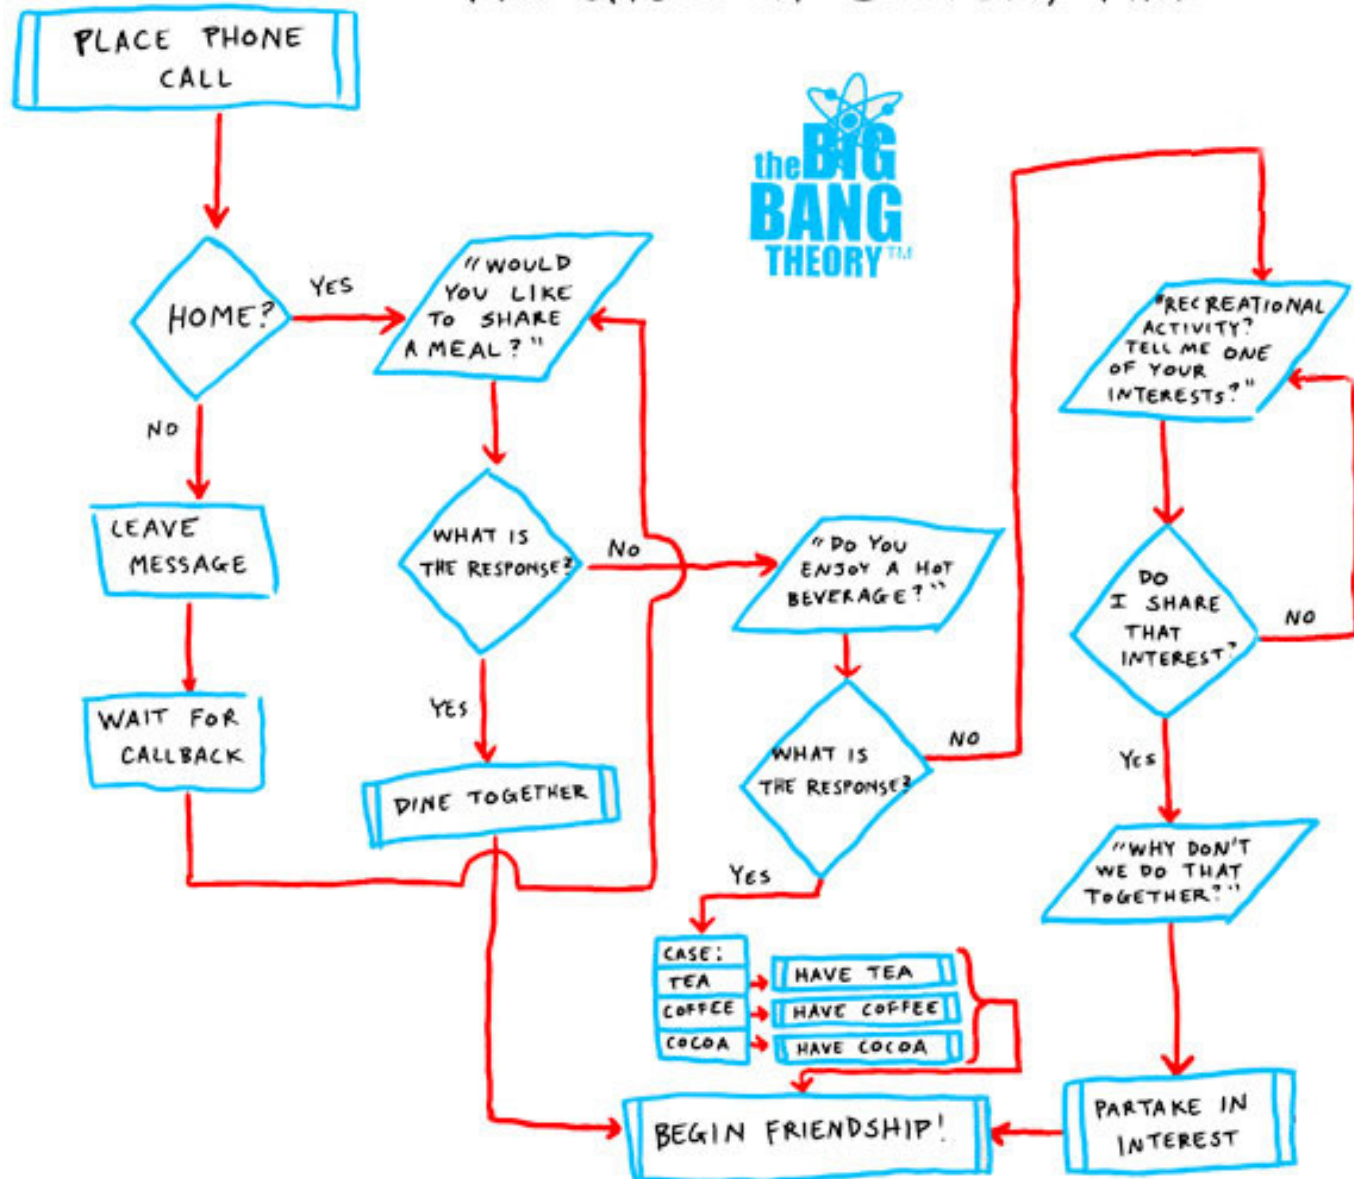 PLACE PHONE
CALL
the BIG
BANG
THEORY™
HOME?
YES
"WOULD
YOU LIKE
TO SHARE
A MEAL?"
"RECREATIONAL
ACTIVITY?
TELL ME ONE
OF YOUR
INTERESTS?"
NO
LEAVE
MESSAGE
WHAT IS
THE RESPONSE?
NO
"DO YOU
ENJOY A HOT
BEVERAGE?"
DO
I SHARE
THAT
INTEREST?
NO
WAIT FOR
CALLBACK
YES
DINE TOGETHER
WHAT IS
THE RESPONSE?
NO
YES
"WHY DON'T
WE DO THAT
TOGETHER?"
YES
CASE:
TEA
HAVE TEA
COFFEE
HAVE COFFEE
COCOA
HAVE COCOA
BEGIN FRIENDSHIP!
PARTAKE IN
INTEREST